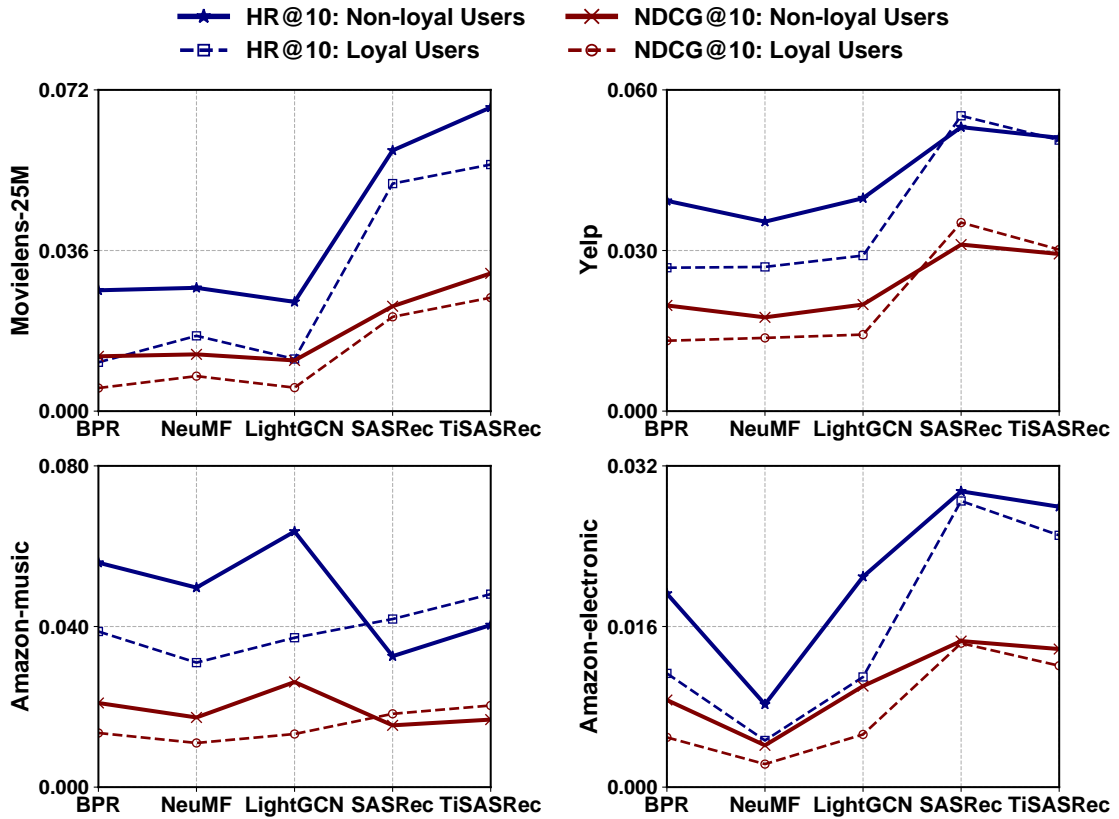 HR@10: Non-loyal Users NDCG@10: Non-loyal Users
HR@10: Loyal Users NDCG@10: Loyal Users
Movielens-25M
0.072
0.036
0.000
BPR NeuMF LightGCN SASRec TiSASRec
Yelp
0.060
0.030
0.000
BPR NeuMF LightGCN SASRec TiSASRec
Amazon-music
0.080
0.040
0.000
BPR NeuMF LightGCN SASRec TiSASRec
Amazon-electronic
0.032
0.016
0.000
BPR NeuMF LightGCN SASRec TiSASRec